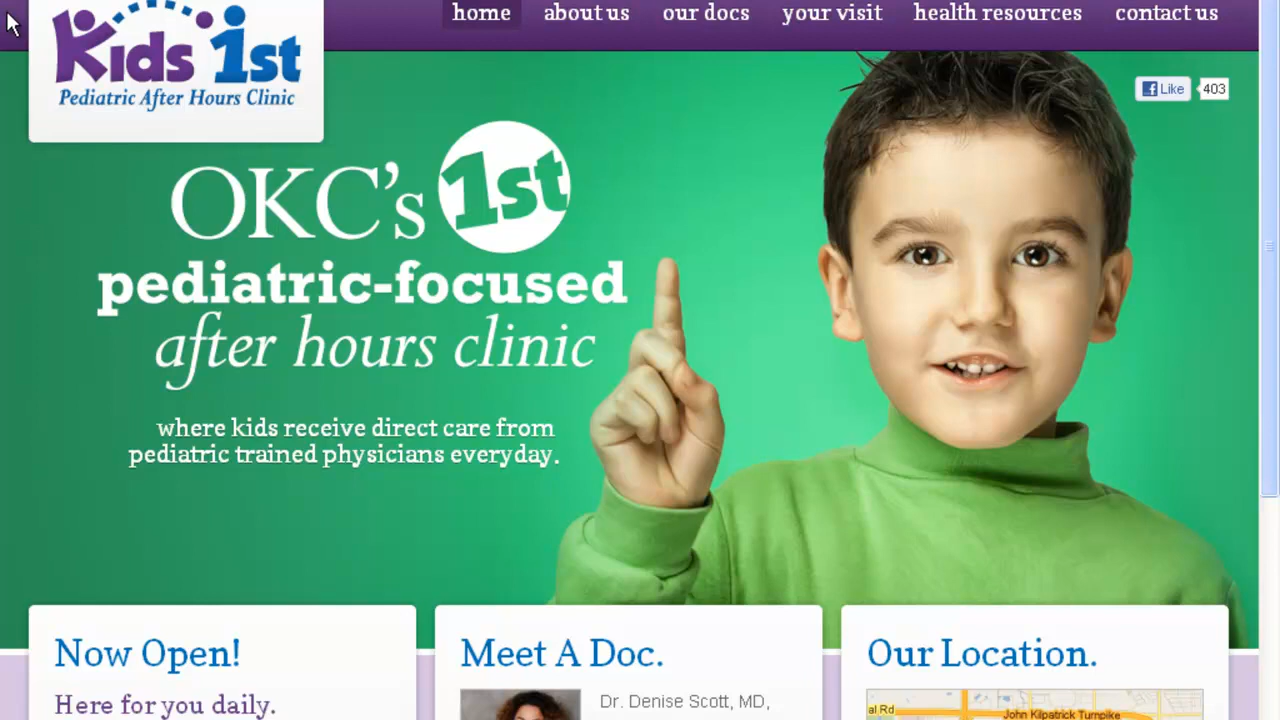 home about us our docs your visit health resources contact us
Kids 1st
Pediatric After Hours Clinic
Like 403
OKC's 1st
pediatric-focused
after hours clinic
where kids receive direct care from
pediatric trained physicians everyday.
Now Open!
Here for you daily.
Meet A Doc.
Dr. Denise Scott, MD,
Our Location.
al Rd
John Kilpatrick Turnpike